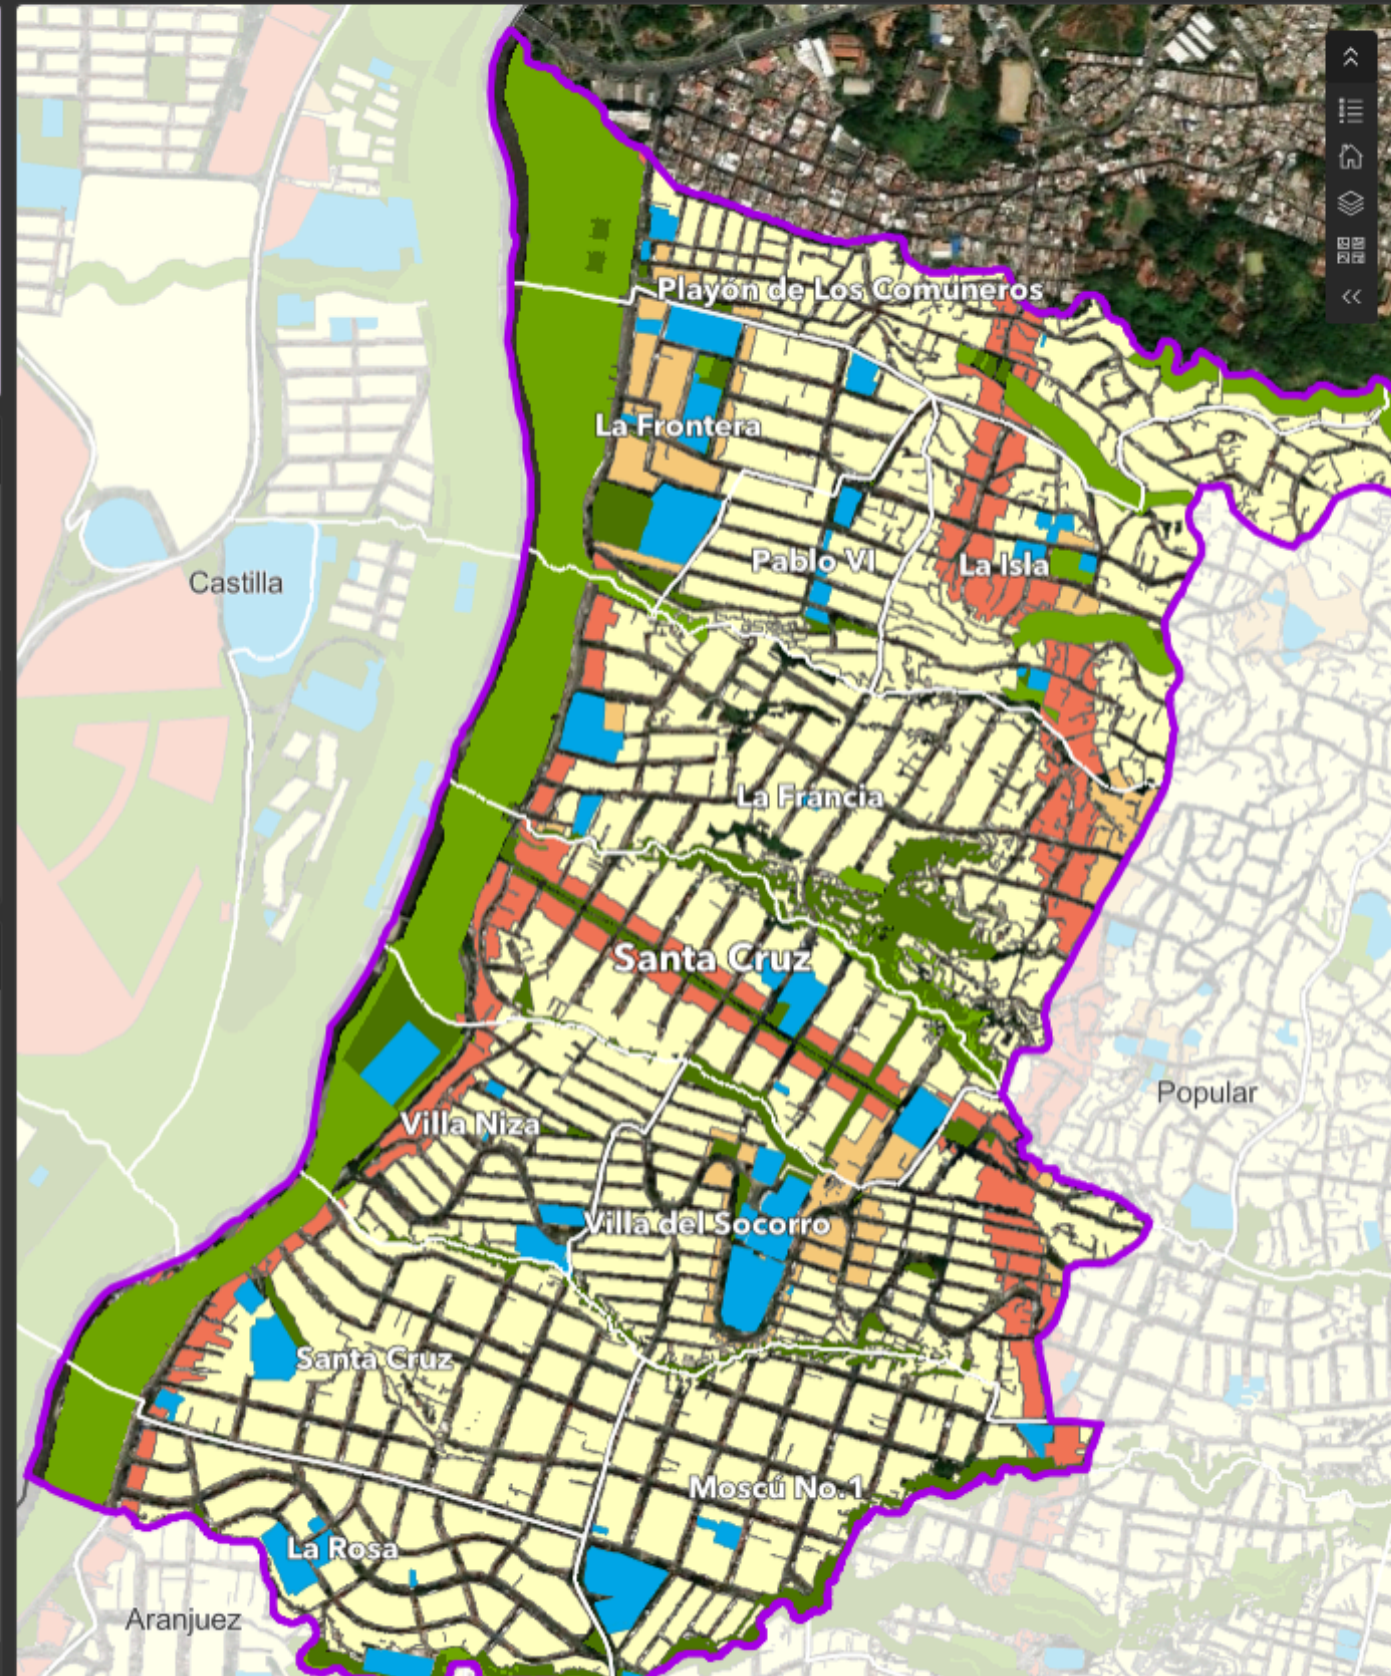 Playón de Los Comuneros
La Frontera
Pablo VI
La Isla
Castilla
La Francia
Santa Cruz
Popular
Villa Niza
Villa del Socorro
Santa Cruz
Moscú No.1
La Rosa
Aranjuez